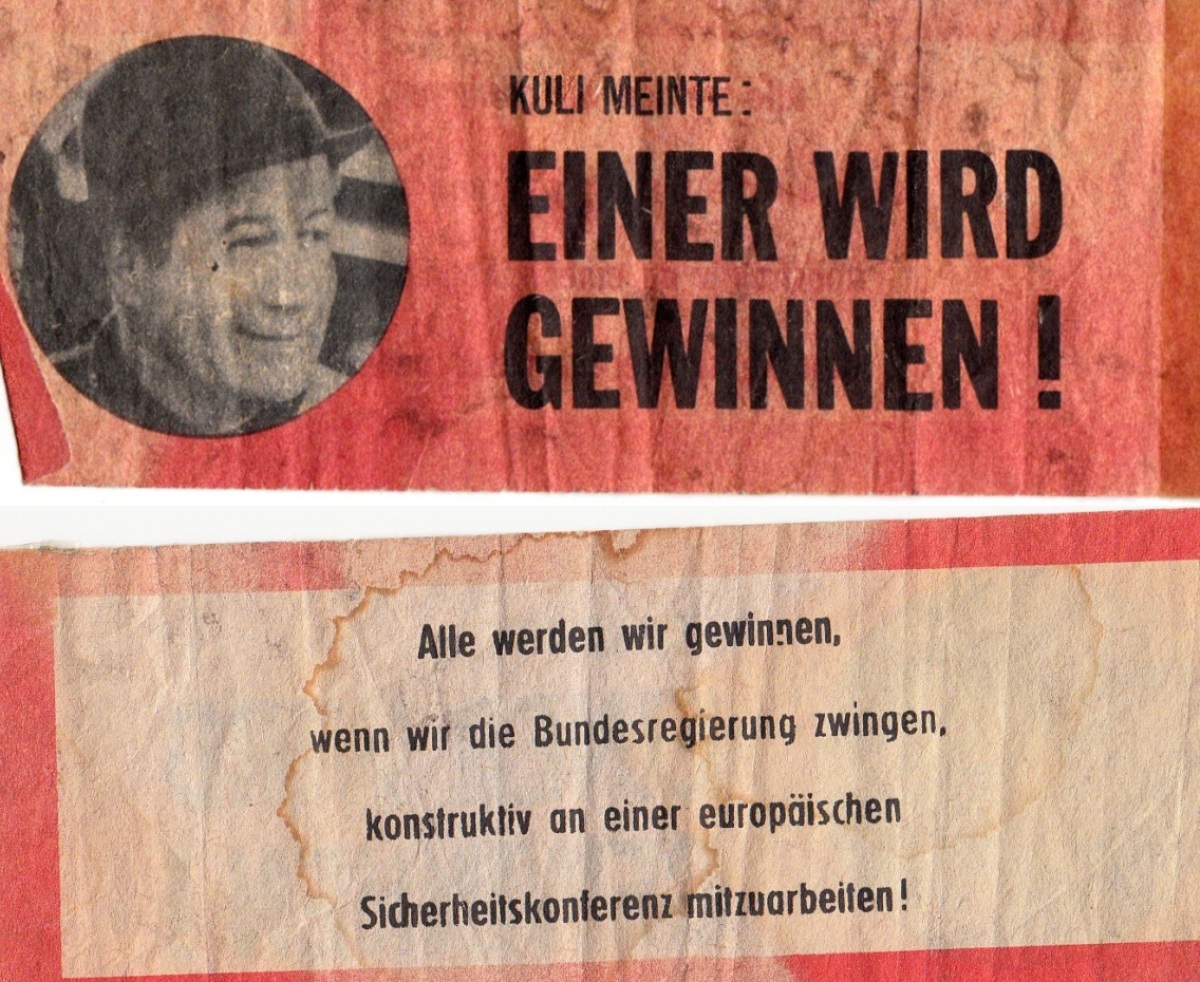 KULI MEINTE:
EINER WIRD
GEWINNEN!
Alle werden wir gewinnen,
wenn wir die Bundesregierung zwingen,
konstruktiv an einer europäischen
Sicherheitskonferenz mitzuarbeiten!